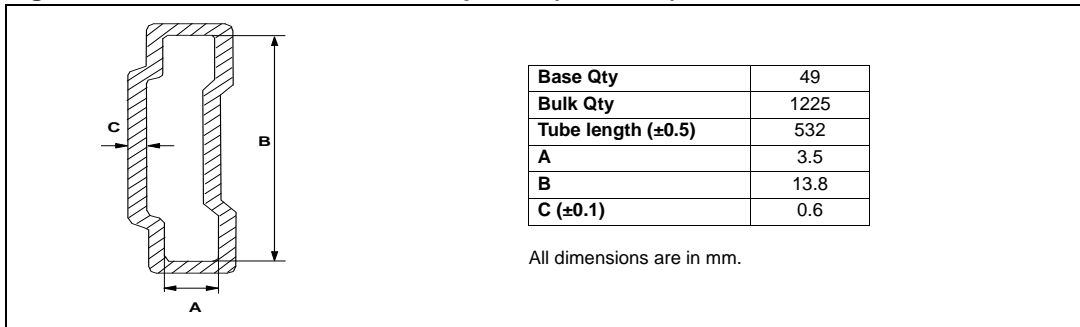 C
B
A
Base Qty 49
Bulk Qty 1225
Tube length (±0.5) 532
A 3.5
B 13.8
C (±0.1) 0.6
All dimensions are in mm.